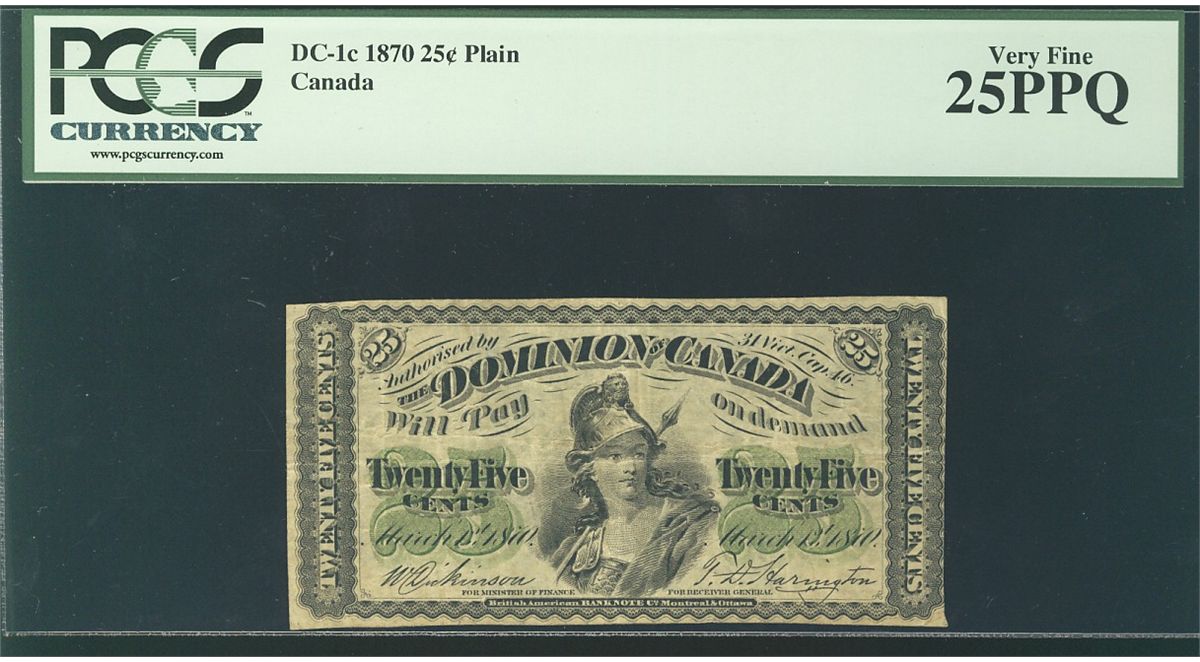 PCGS
CURRENCY
™
www.pcgscurrency.com
DC-1c 1870 25¢ Plain
Canada
Very Fine
25PPQ
25
25
Authorised by
31 Vict. Cap. 46.
THE DOMINION OF CANADA
Will Pay
on demand
TWENTY FIVE CENTS
TWENTY FIVE CENTS
25
25
Twenty Five
CENTS
Twenty Five
CENTS
March 1st 1870.
March 1st 1870.
W Dickinson
T. D. Harington
FOR MINISTER OF FINANCE
FOR RECEIVER GENERAL
British American BANK NOTE Co. Montreal & Ottawa